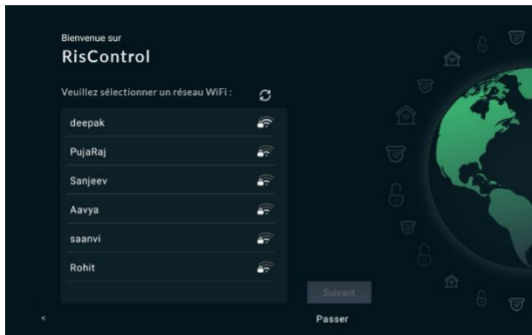 Bienvenue sur
RisControl
Veuillez sélectionner un réseau WiFi :
deepak
PujaRaj
Sanjeev
Aavya
saanvi
Rohit
Suivant
<
Passer